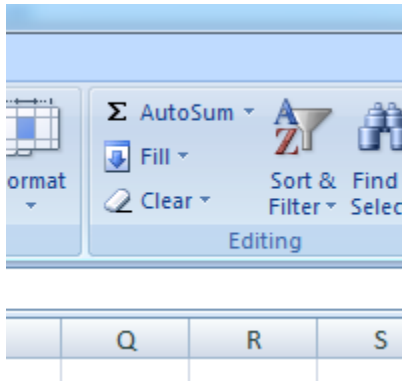 Σ AutoSum
Fill
Clear
ormat
Sort &
Filter
Find
Selec
Editing
Q R S